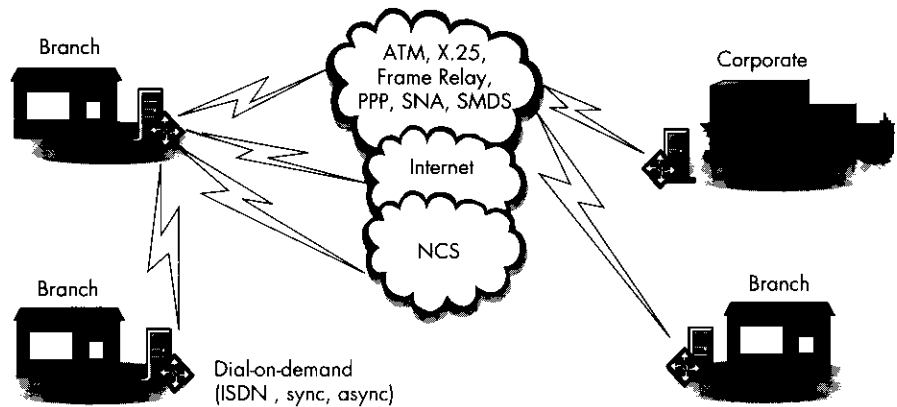 Branch
ATM, X.25,
Frame Relay,
PPP, SNA, SMDS
Corporate
Internet
NCS
Branch
Branch
Dial-on-demand
(ISDN , sync, async)